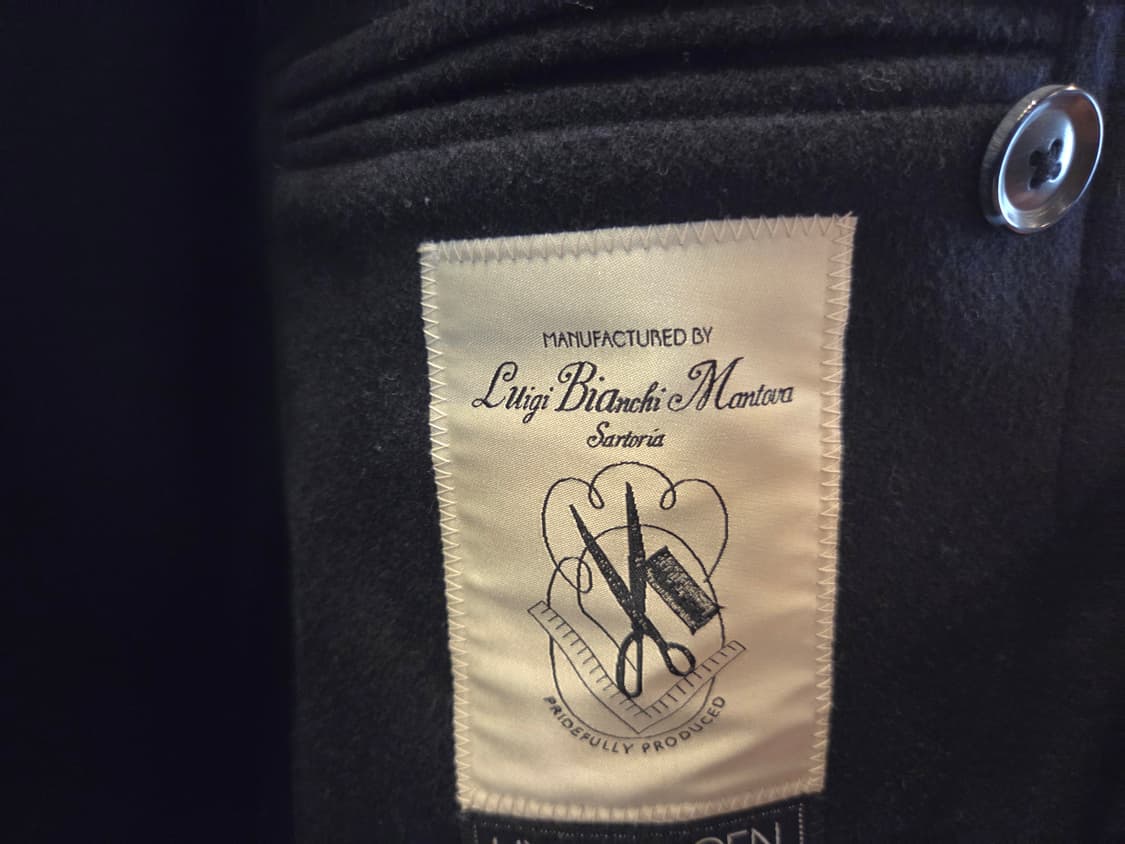 MANUFACTURED BY
Luigi Bianchi Mantova
Sartoria
PRIDEFULLY PRODUCED